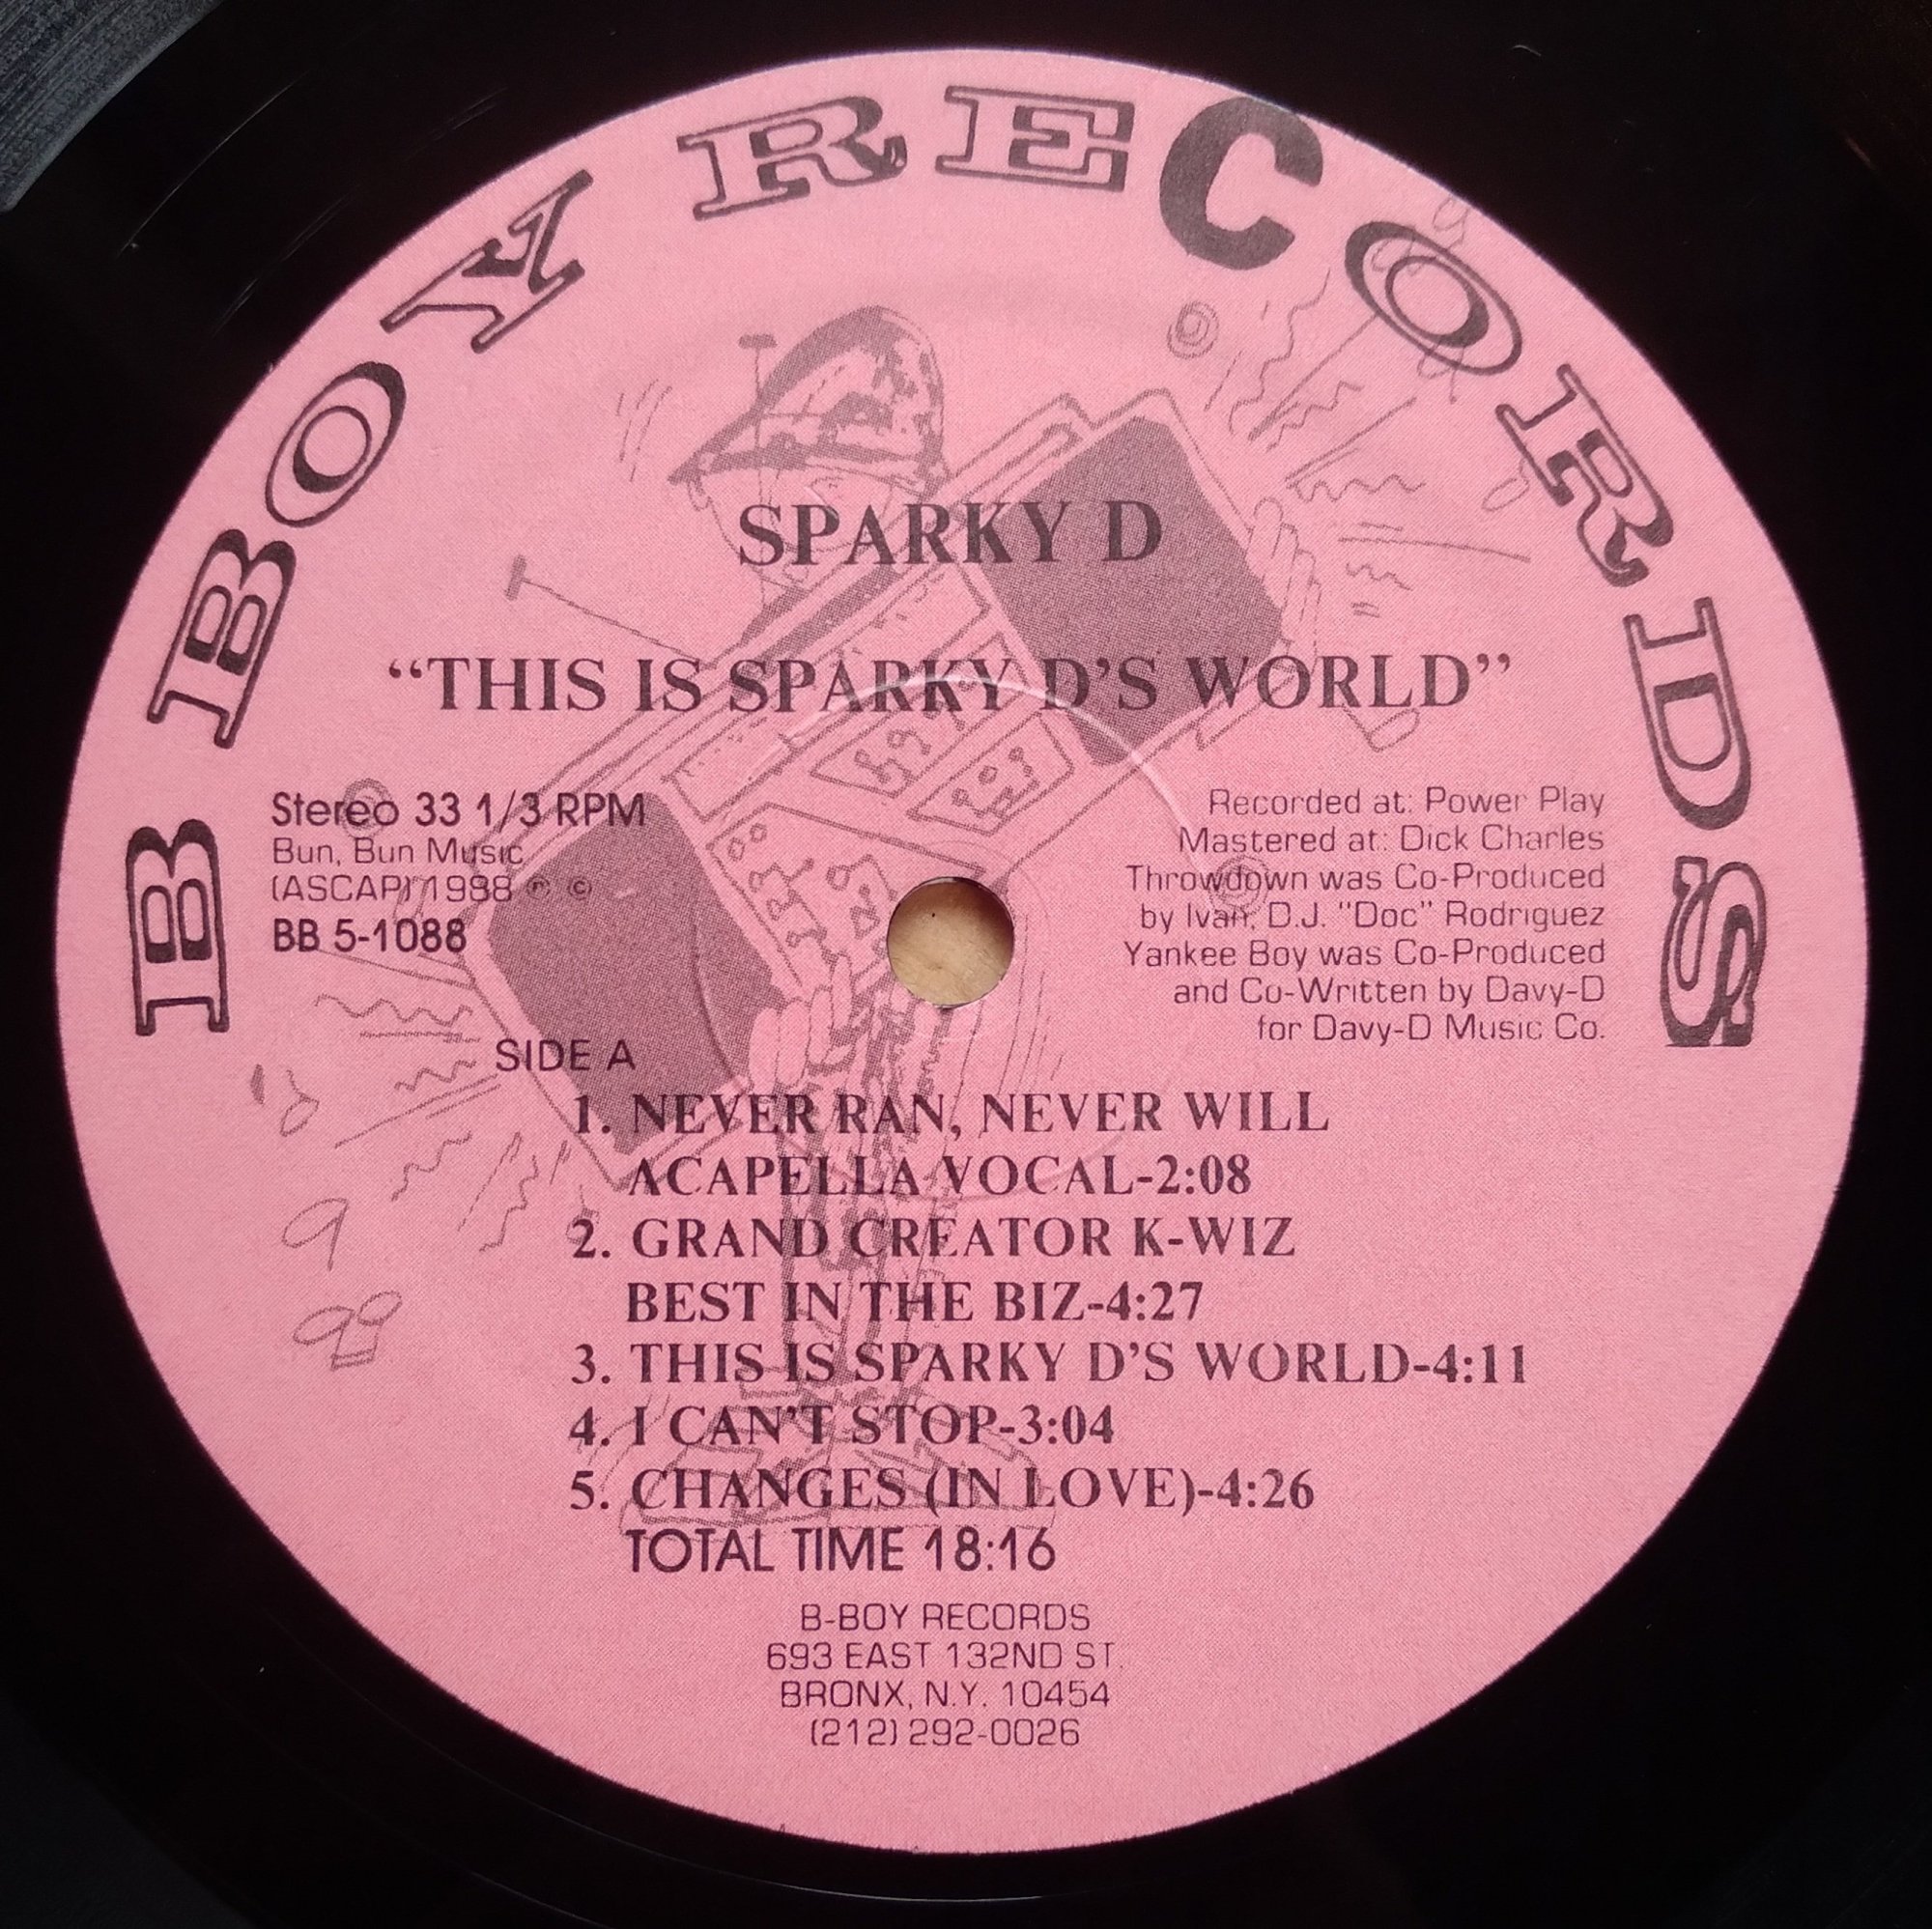 B BOY RECORDS
SPARKY D
“THIS IS SPARKY D’S WORLD”
Stereo 33 1/3 RPM
Bun, Bun Music
(ASCAP) 1988 ℗ ©
BB 5-1088
Recorded at: Power Play
Mastered at: Dick Charles
Throwdown was Co-Produced
by Ivan, D.J. "Doc" Rodriguez
Yankee Boy was Co-Produced
and Co-Written by Davy-D
for Davy-D Music Co.
SIDE A
1. NEVER RAN, NEVER WILL
ACAPELLA VOCAL-2:08
2. GRAND CREATOR K-WIZ
BEST IN THE BIZ-4:27
3. THIS IS SPARKY D’S WORLD-4:11
4. I CAN’T STOP-3:04
5. CHANGES (IN LOVE)-4:26
TOTAL TIME 18:16
B-BOY RECORDS
693 EAST 132ND ST.
BRONX, N.Y. 10454
(212) 292-0026